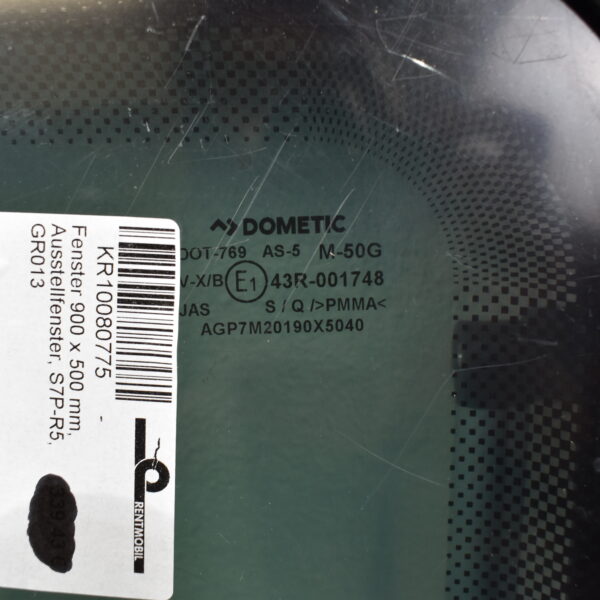 DOMETIC
DOT-769 AS-5 M-50G
V-X/B E1 43R-001748
JAS S / Q />PMMA<
AGP7M20190X5040
KR10080775 -
Fenster 900 x 500 mm,
Ausstellfenster, S7P-R5,
GR013
RENTMOBIL